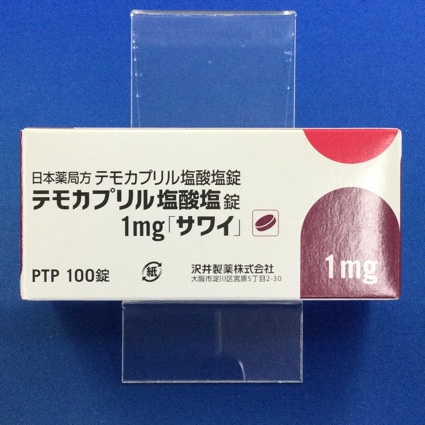 日本薬局方 テモカプリル塩酸塩錠
テモカプリル塩酸塩 錠
1mg「サワイ」
PTP 100錠
紙
沢井製薬株式会社
大阪市淀川区宮原5丁目2-30
1mg